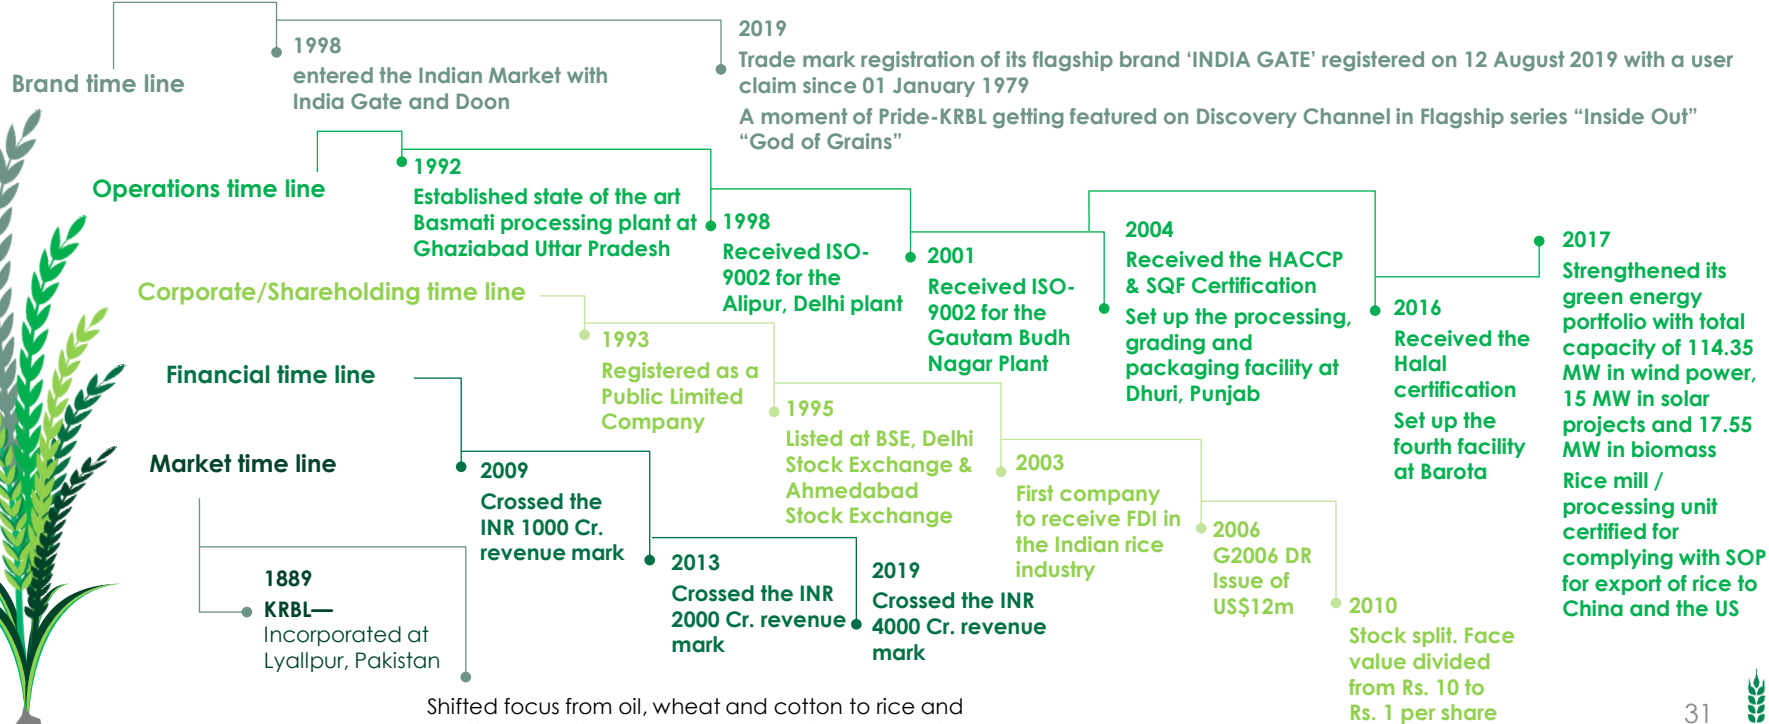 Brand time line
1998
entered the Indian Market with
India Gate and Doon
2019
Trade mark registration of its flagship brand ‘INDIA GATE’ registered on 12 August 2019 with a user
claim since 01 January 1979
A moment of Pride-KRBL getting featured on Discovery Channel in Flagship series “Inside Out”
“God of Grains”
Operations time line
1992
Established state of the art
Basmati processing plant at
Ghaziabad Uttar Pradesh
1998
Received ISO-
9002 for the
Alipur, Delhi plant
2001
Received ISO-
9002 for the
Gautam Budh
Nagar Plant
2004
Received the HACCP
& SQF Certification
Set up the processing,
grading and
packaging facility at
Dhuri, Punjab
2016
Received the
Halal
certification
Set up the
fourth facility
at Barota
2017
Strengthened its
green energy
portfolio with total
capacity of 114.35
MW in wind power,
15 MW in solar
projects and 17.55
MW in biomass
Rice mill /
processing unit
certified for
complying with SOP
for export of rice to
China and the US
Corporate/Shareholding time line
1993
Registered as a
Public Limited
Company
1995
Listed at BSE, Delhi
Stock Exchange &
Ahmedabad
Stock Exchange
2003
First company
to receive FDI in
the Indian rice
industry
2006
G2006 DR
Issue of
US$12m
2010
Stock split. Face
value divided
from Rs. 10 to
Rs. 1 per share
Financial time line
2009
Crossed the
INR 1000 Cr.
revenue mark
2013
Crossed the INR
2000 Cr. revenue
mark
2019
Crossed the INR
4000 Cr. revenue
mark
Market time line
1889
KRBL—
Incorporated at
Lyallpur, Pakistan
Shifted focus from oil, wheat and cotton to rice and
31